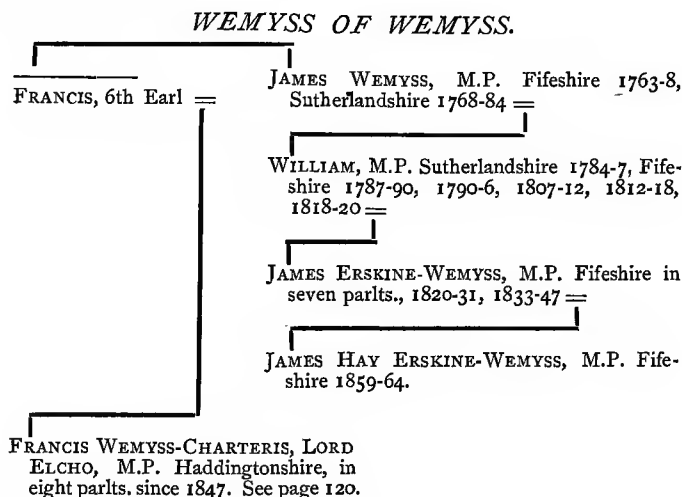 WEMYSS OF WEMYSS.
FRANCIS, 6th Earl =
JAMES WEMYSS, M.P. Fifeshire 1763-8,
Sutherlandshire 1768-84 =
WILLIAM, M.P. Sutherlandshire 1784-7, Fife-
shire 1787-90, 1790-6, 1807-12, 1812-18,
1818-20 =
JAMES ERSKINE-WEMYSS, M.P. Fifeshire in
seven parlts., 1820-31, 1833-47 =
JAMES HAY ERSKINE-WEMYSS, M.P. Fife-
shire 1859-64.
FRANCIS WEMYSS-CHARTERIS, LORD
ELCHO, M.P. Haddingtonshire, in
eight parlts. since 1847. See page 120.